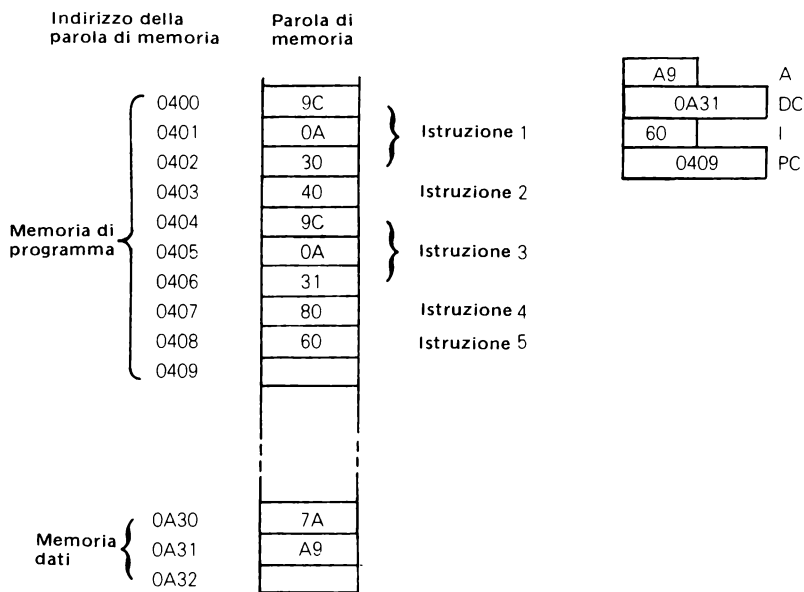 Indirizzo della
parola di memoria
Parola di
memoria
A9 A
0A31 DC
60 I
0409 PC
0400 9C
0401 0A Istruzione 1
0402 30
0403 40 Istruzione 2
0404 9C
Memoria di
programma
0405 0A Istruzione 3
0406 31
0407 80 Istruzione 4
0408 60 Istruzione 5
0409
0A30 7A
Memoria
dati
0A31 A9
0A32